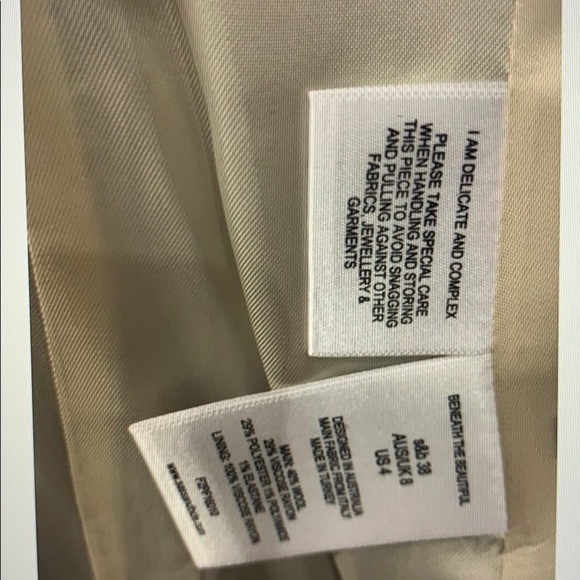 I AM DELICATE AND COMPLEX
PLEASE TAKE SPECIAL CARE
WHEN HANDLING AND STORING
THIS PIECE TO AVOID SNAGGING
AND PULLING AGAINST OTHER
FABRICS, JEWELLERY &
GARMENTS
BENEATH THE BEAUTIFUL
s&b 38
AUS/UK 8
US 4
DESIGNED IN AUSTRALIA
MAIN FABRIC FROM ITALY
MADE IN TURKEY
MAIN: 40% WOOL
29% VISCOSE RAYON
29% POLYESTER 1% POLYAMIDE
1% ELASTANE
LINING: 100% VISCOSE RAYON